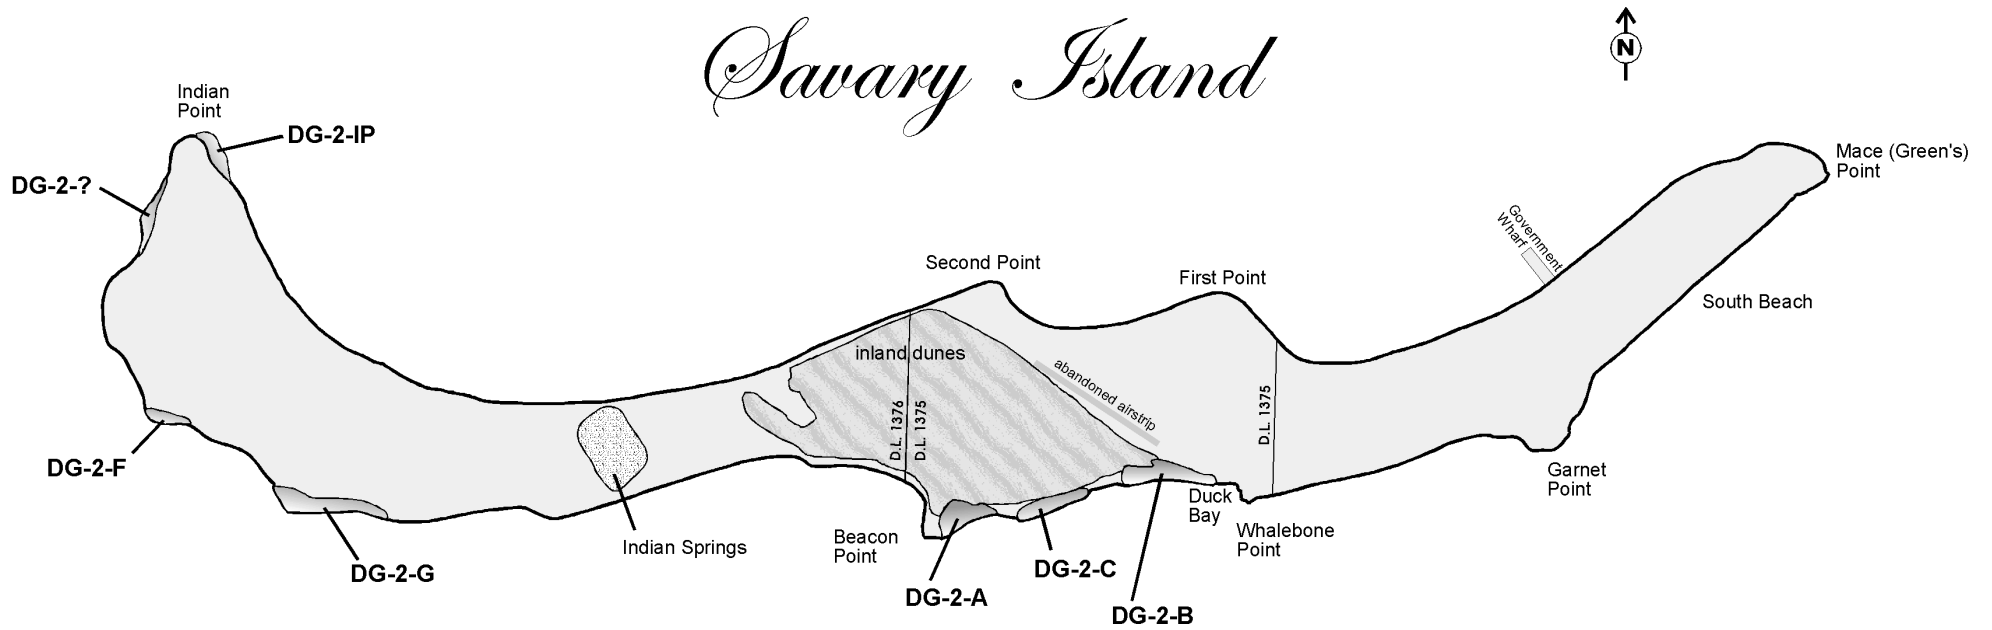 Savary Island
N
Indian
Point
DG-2-IP
DG-2-?
Mace (Green's)
Point
Government
Wharf
Second Point
First Point
South Beach
inland dunes
abandoned airstrip
D.L. 1376
D.L. 1375
D.L. 1375
DG-2-F
Garnet
Point
Duck
Bay
Whalebone
Point
Beacon
Point
Indian Springs
DG-2-G
DG-2-C
DG-2-A
DG-2-B